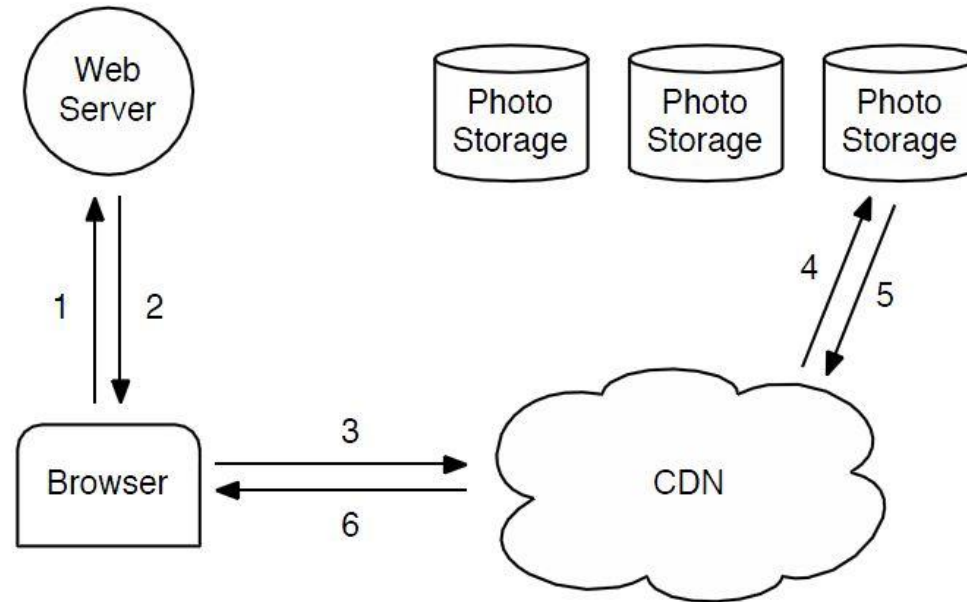 Web
Server
Photo
Storage
Photo
Storage
Photo
Storage
1
2
4
5
3
Browser
CDN
6